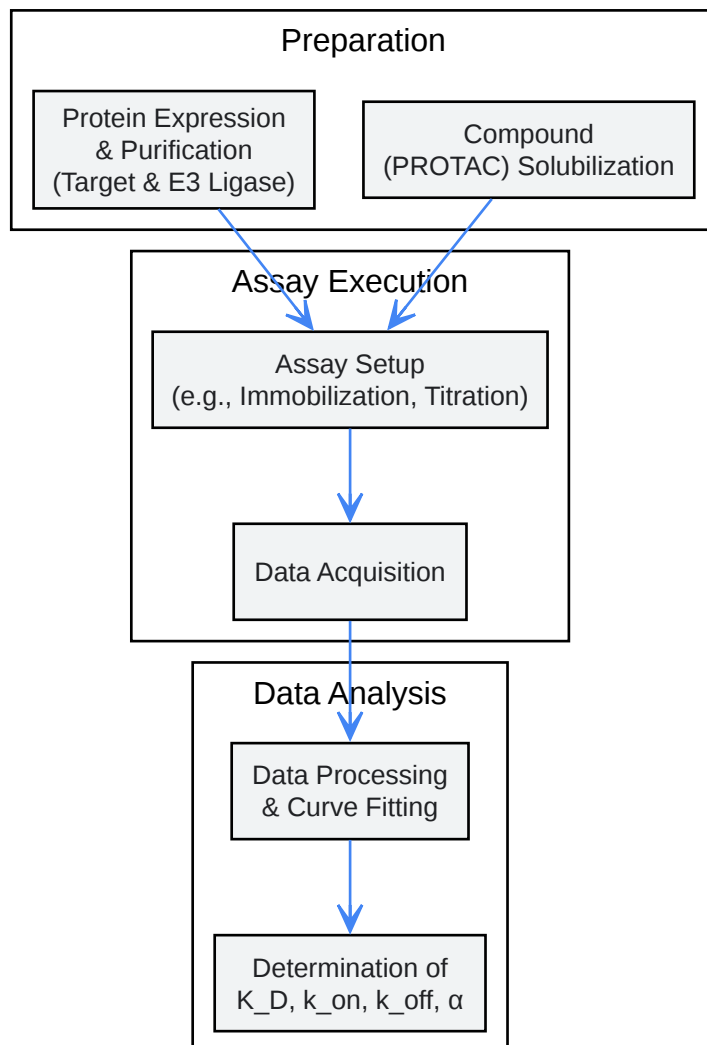 Preparation
Protein Expression
& Purification
(Target & E3 Ligase)
Compound
(PROTAC) Solubilization
Assay Execution
Assay Setup
(e.g., Immobilization, Titration)
Data Acquisition
Data Analysis
Data Processing
& Curve Fitting
Determination of
K_D, k_on, k_off, α